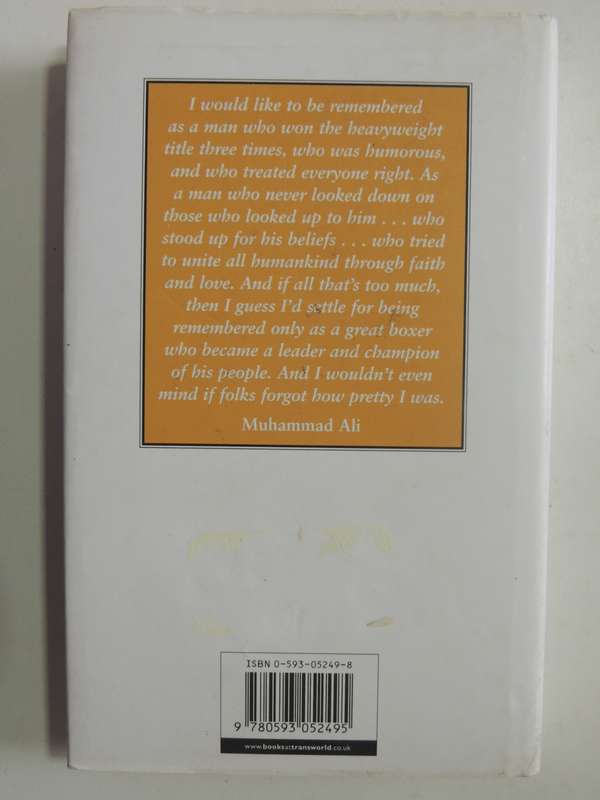 I would like to be remembered
as a man who won the heavyweight
title three times, who was humorous,
and who treated everyone right. As
a man who never looked down on
those who looked up to him . . . who
stood up for his beliefs . . . who tried
to unite all humankind through faith
and love. And if all that's too much,
then I guess I'd settle for being
remembered only as a great boxer
who became a leader and champion
of his people. And I wouldn't even
mind if folks forgot how pretty I was.
Muhammad Ali
ISBN 0-593-05249-8
9 780593 052495
www.booksattransworld.co.uk